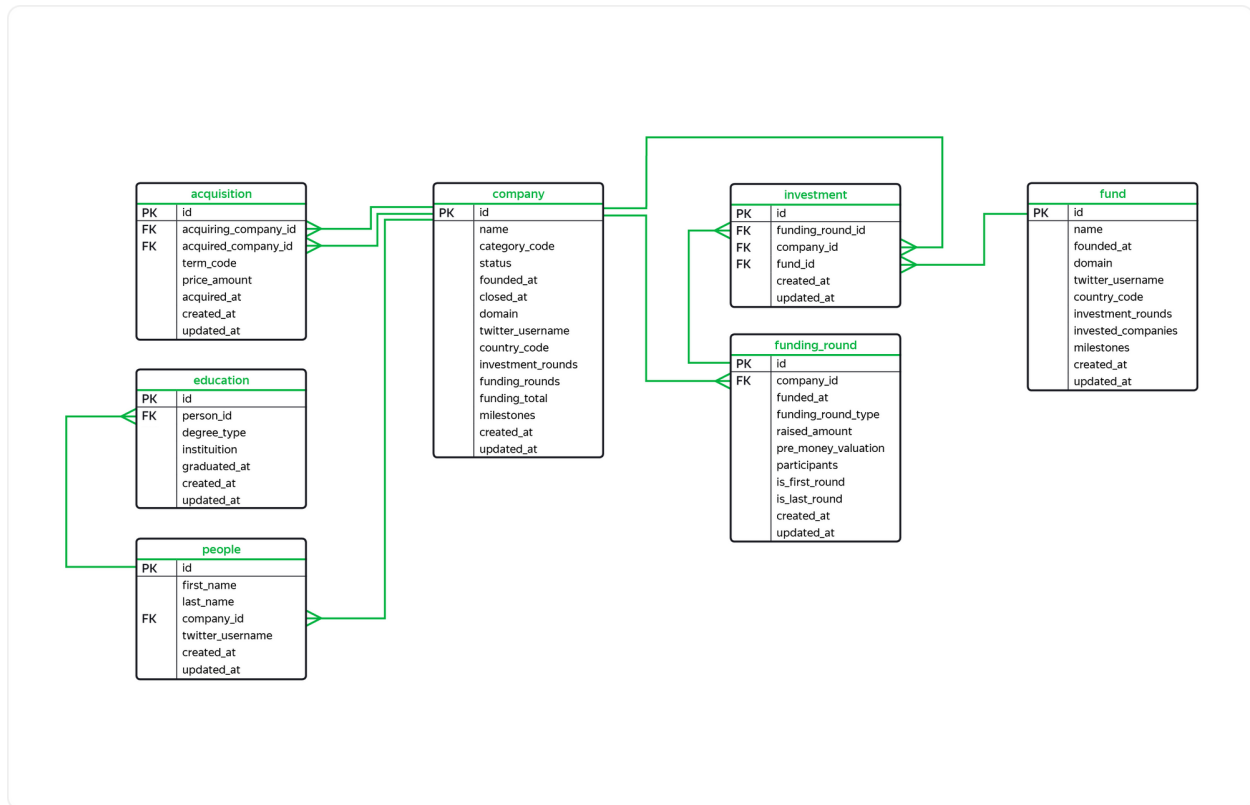 acquisition
PK id
FK acquiring_company_id
FK acquired_company_id
term_code
price_amount
acquired_at
created_at
updated_at
education
PK id
FK person_id
degree_type
instituition
graduated_at
created_at
updated_at
people
PK id
first_name
last_name
FK company_id
twitter_username
created_at
updated_at
company
PK id
name
category_code
status
founded_at
closed_at
domain
twitter_username
country_code
investment_rounds
funding_rounds
funding_total
milestones
created_at
updated_at
investment
PK id
FK funding_round_id
FK company_id
FK fund_id
created_at
updated_at
funding_round
PK id
FK company_id
funded_at
funding_round_type
raised_amount
pre_money_valuation
participants
is_first_round
is_last_round
created_at
updated_at
fund
PK id
name
founded_at
domain
twitter_username
country_code
investment_rounds
invested_companies
milestones
created_at
updated_at